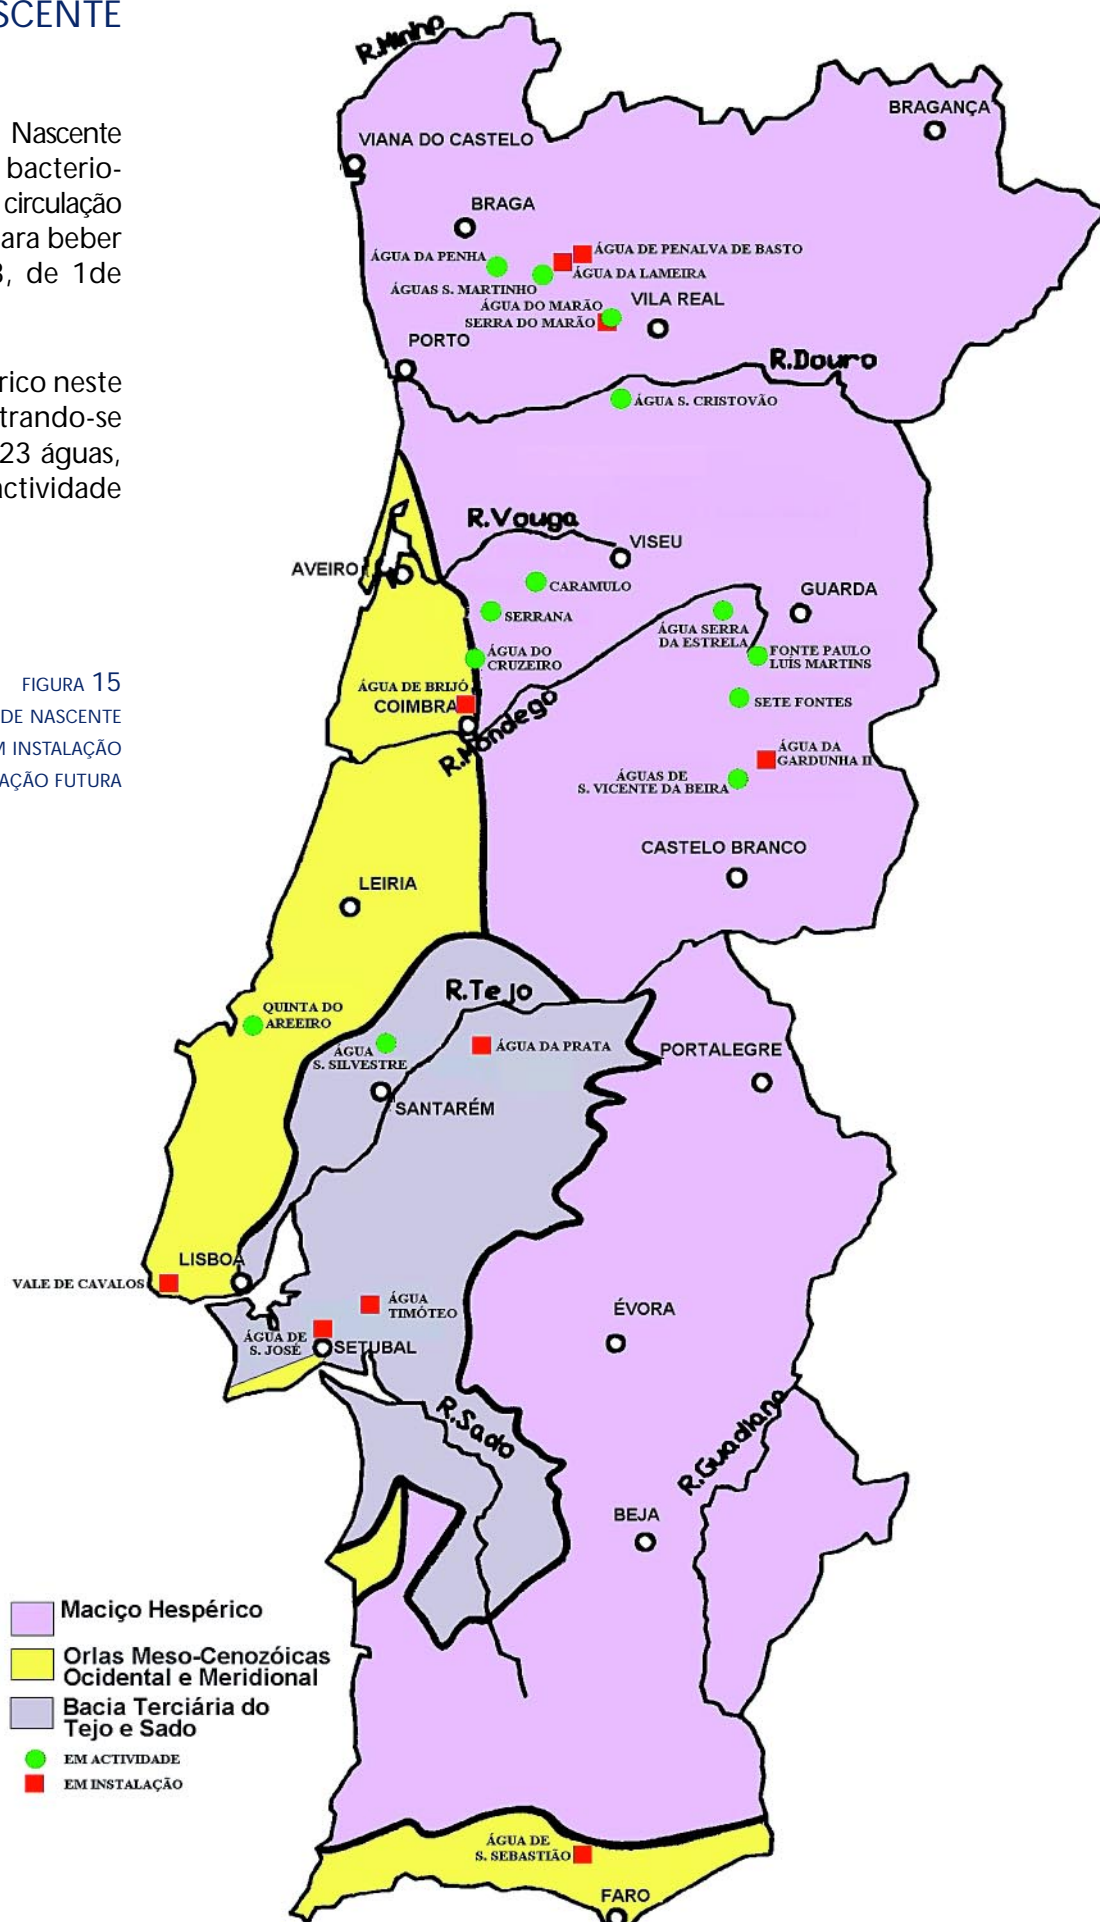 SCENTE
Nascente
bacterio-
circulação
ara beber
, de 1de
rico neste
trando-se
23 águas,
actividade
FIGURA 15
DE NASCENTE
M INSTALAÇÃO
AÇÃO FUTURA
R.Minho
BRAGANÇA
VIANA DO CASTELO
BRAGA
ÁGUA DE PENALVA DE BASTO
ÁGUA DA PENHA
ÁGUA DA LAMEIRA
ÁGUAS S. MARTINHO
ÁGUA DO MARÃO
VILA REAL
SERRA DO MARÃO
PORTO
R.Douro
ÁGUA S. CRISTOVÃO
R.Vouga
VISEU
AVEIRO
CARAMULO
GUARDA
SERRANA
ÁGUA SERRA
DA ESTRELA
ÁGUA DO
CRUZEIRO
FONTE PAULO
LUÍS MARTINS
ÁGUA DE BRIJÓ
COIMBRA
SETE FONTES
R.Mondego
ÁGUA DA
GARDUNHA II
ÁGUAS DE
S. VICENTE DA BEIRA
CASTELO BRANCO
LEIRIA
R.Tejo
QUINTA DO
AREEIRO
ÁGUA
S. SILVESTRE
ÁGUA DA PRATA
PORTALEGRE
SANTARÉM
LISBOA
VALE DE CAVALOS
ÁGUA
TIMÓTEO
ÉVORA
ÁGUA DE
S. JOSÉ
SETUBAL
R.Sado
R.Guadiana
BEJA
Maciço Hespérico
Orlas Meso-Cenozóicas
Ocidental e Meridional
Bacia Terciária do
Tejo e Sado
EM ACTIVIDADE
EM INSTALAÇÃO
ÁGUA DE
S. SEBASTIÃO
FARO